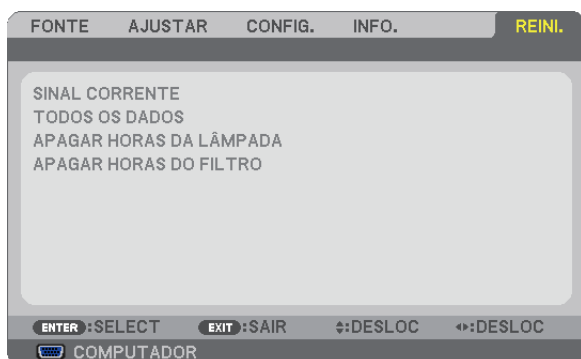 FONTE AJUSTAR CONFIG. INFO. REINI.
SINAL CORRENTE
TODOS OS DADOS
APAGAR HORAS DA LÂMPADA
APAGAR HORAS DO FILTRO
ENTER :SELECT EXIT :SAIR :DESLOC :DESLOC
COMPUTADOR